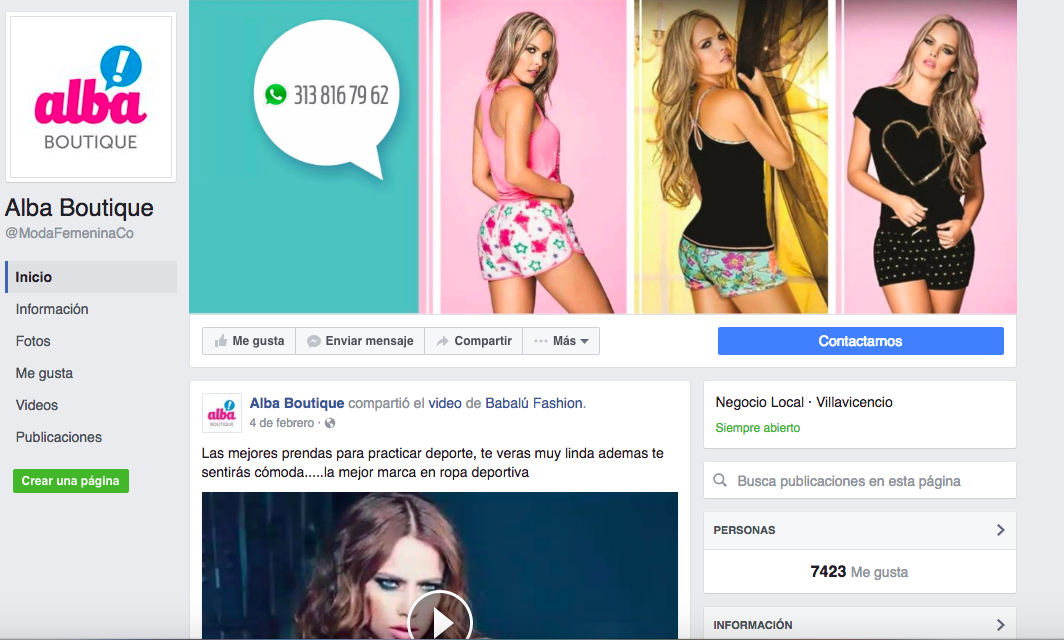 alba
BOUTIQUE
Alba Boutique
@ModaFemeninaCo
Inicio
Información
Fotos
Me gusta
Videos
Publicaciones
Crear una página
313 816 79 62
Me gusta
Enviar mensaje
Compartir
Más
Contactarnos
alba
BOUTIQUE
Alba Boutique compartió el video de Babalú Fashion.
4 de febrero ·
Las mejores prendas para practicar deporte, te veras muy linda ademas te
sentirás cómoda.....la mejor marca en ropa deportiva
Negocio Local · Villavicencio
Siempre abierto
Busca publicaciones en esta página
PERSONAS
7423 Me gusta
INFORMACIÓN